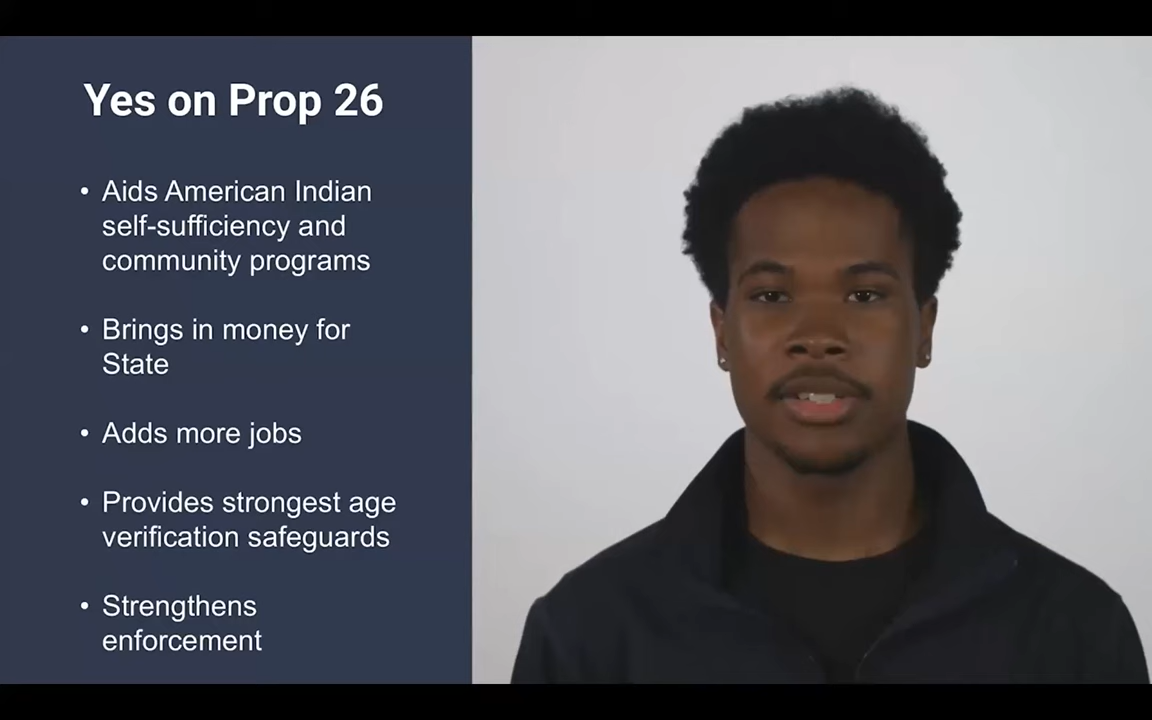 Yes on Prop 26
• Aids American Indian
self-sufficiency and
community programs
• Brings in money for
State
• Adds more jobs
• Provides strongest age
verification safeguards
• Strengthens
enforcement